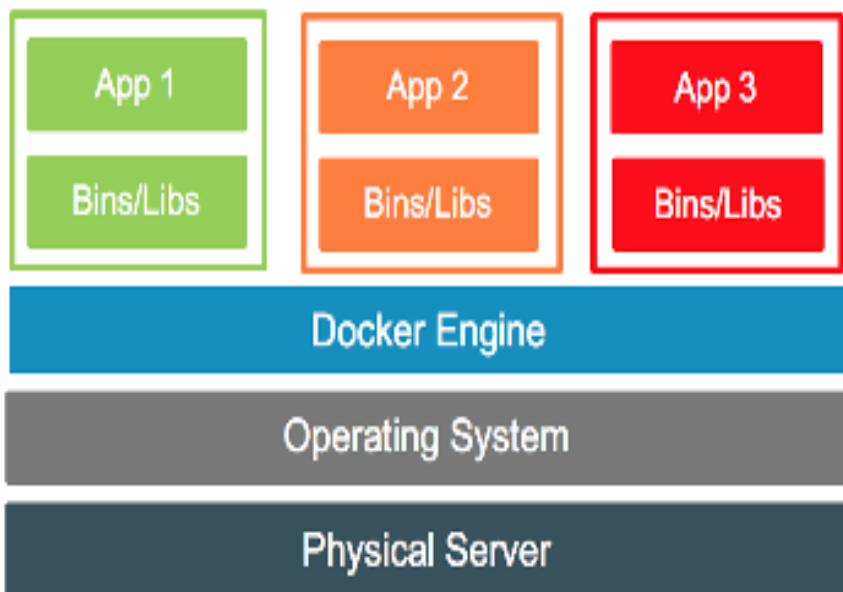 App 1
App 2
App 3
Bins/Libs
Bins/Libs
Bins/Libs
Docker Engine
Operating System
Physical Server